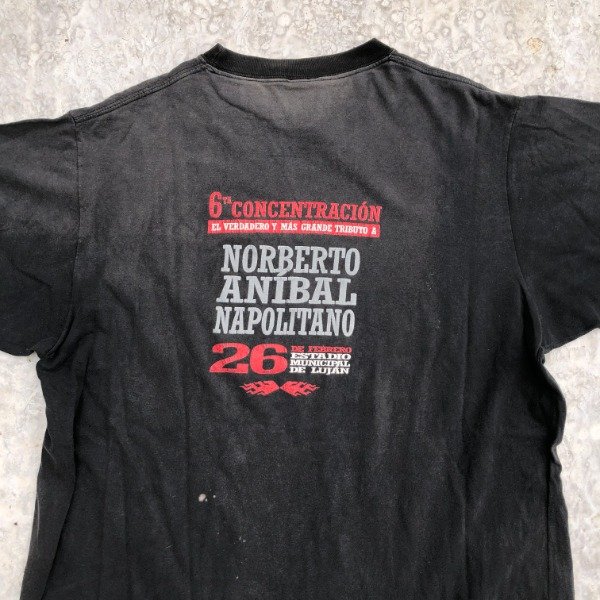 6TA CONCENTRACIÓN
EL VERDADERO Y MÁS GRANDE TRIBUTO A
NORBERTO
ANÍBAL
NAPOLITANO
26 DE FEBRERO
ESTADIO
MUNICIPAL
DE LUJÁN